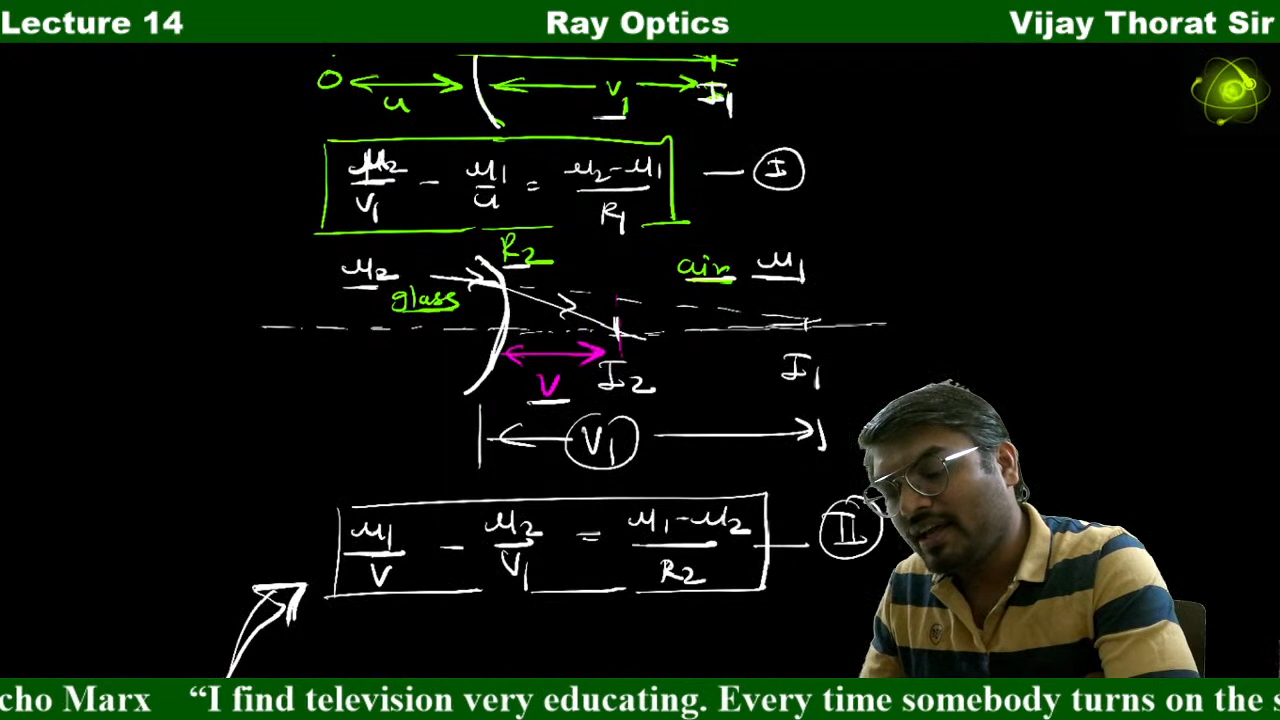 Lecture 14 Ray Optics Vijay Thorat Sir
O u v₁ I₁
μ₂/v₁ - μ₁/u = μ₂-μ₁/R₁ — I
R₂
μ₂ air μ₁
glass
v I₂ I₁
v₁
μ₁/v - μ₂/v₁ = μ₁-μ₂/R₂ — II
cho Marx “I find television very educating. Every time somebody turns on the s